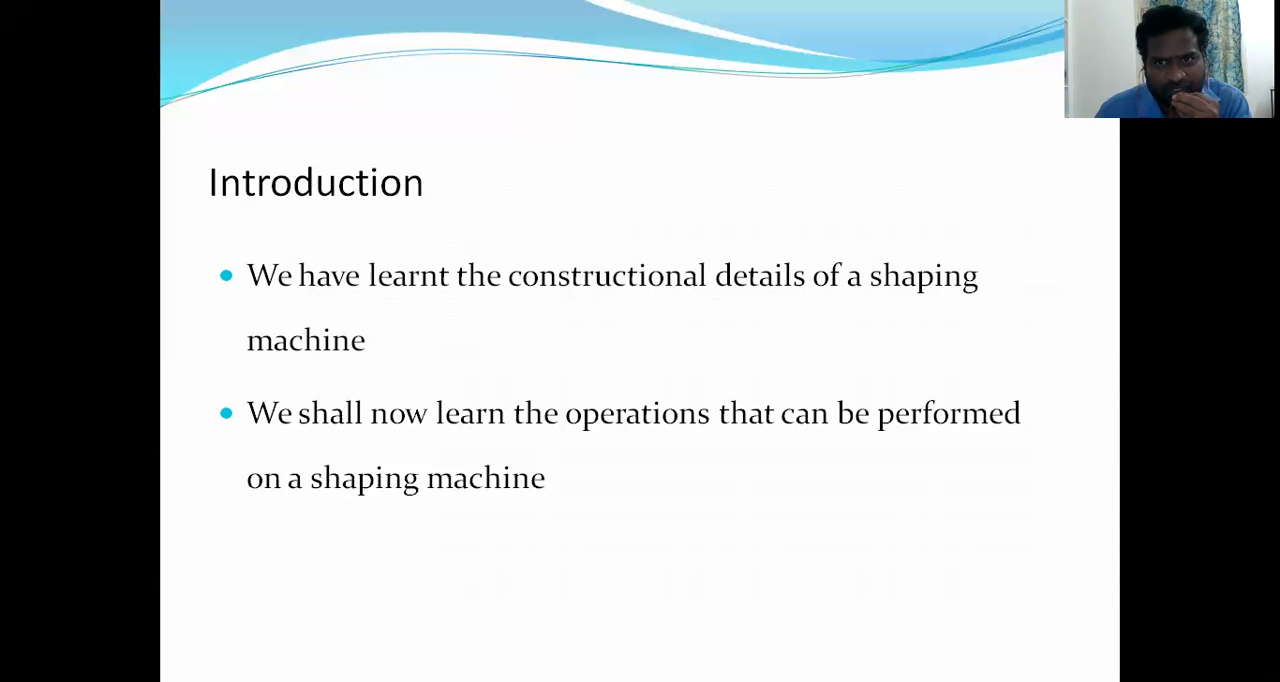 Introduction
We have learnt the constructional details of a shaping
machine
We shall now learn the operations that can be performed
on a shaping machine